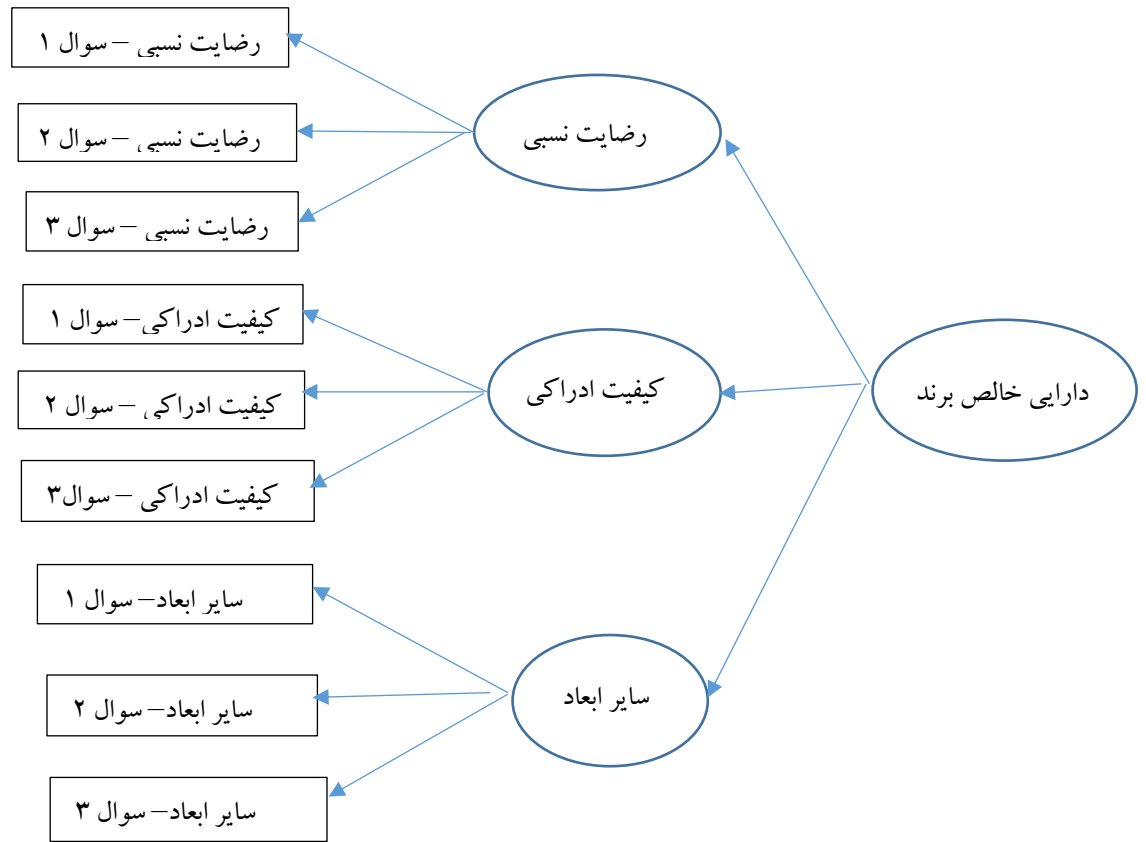 دارایی خالص برند
رضایت نسبی
رضایت نسبی – سوال ۱
رضایت نسبی – سوال ۲
رضایت نسبی – سوال ۳
کیفیت ادراکی
کیفیت ادراکی– سوال ۱
کیفیت ادراکی – سوال ۲
کیفیت ادراکی – سوال۳
سایر ابعاد
سایر ابعاد– سوال ۱
سایر ابعاد– سوال ۲
سایر ابعاد– سوال ۳